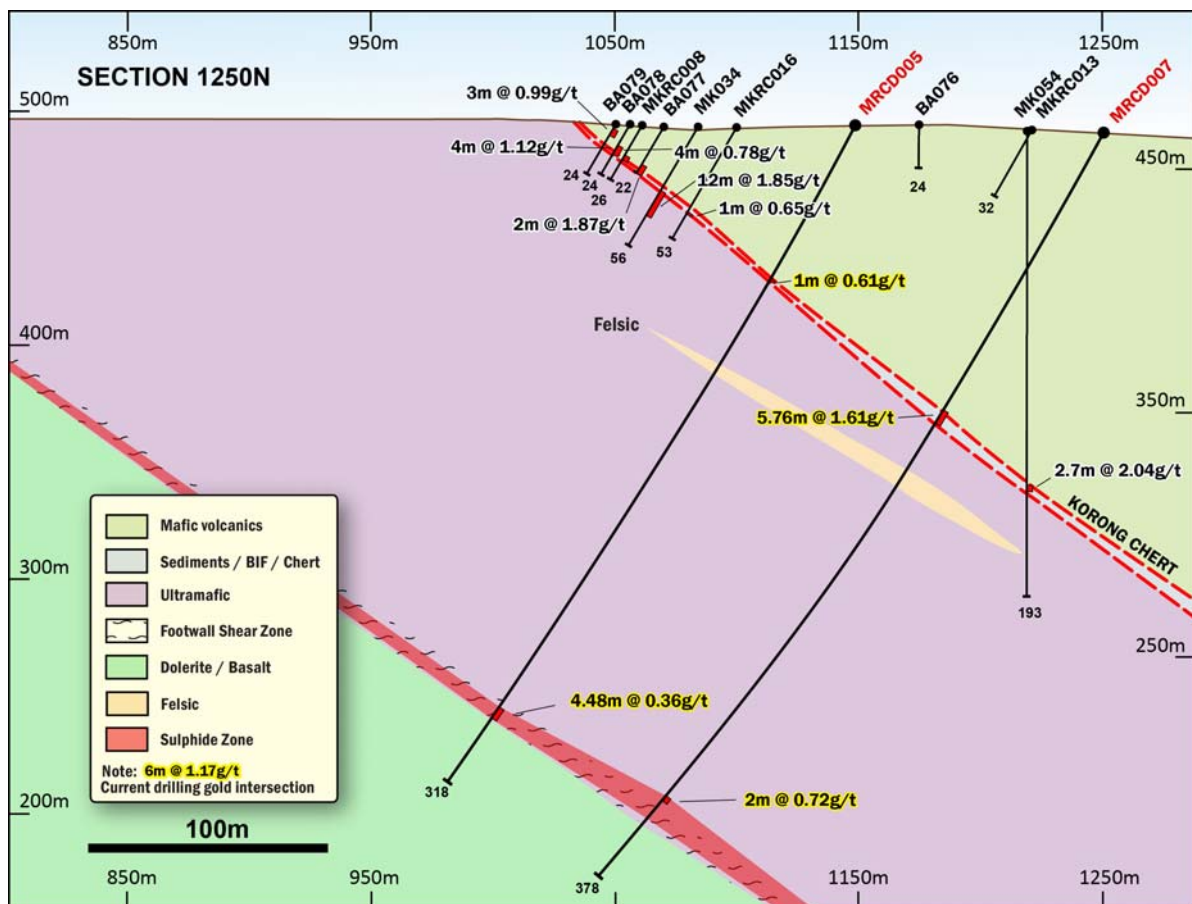 850m
950m
1050m
1150m
1250m
SECTION 1250N
3m @ 0.99g/t
BA079
BA078
MKRC008
BA077
MK034
MKRC016
MRCD005
BA076
MK054
MKRC013
MRCD007
500m
450m
4m @ 1.12g/t
4m @ 0.78g/t
24
24
26
22
12m @ 1.85g/t
24
32
2m @ 1.87g/t
1m @ 0.65g/t
56
53
1m @ 0.61g/t
Felsic
400m
350m
5.76m @ 1.61g/t
2.7m @ 2.04g/t
KORONG CHERT
Mafic volcanics
Sediments / BIF / Chert
Ultramafic
Footwall Shear Zone
Dolerite / Basalt
Felsic
Sulphide Zone
Note: 6m @ 1.17g/t
Current drilling gold intersection
300m
193
250m
4.48m @ 0.36g/t
318
200m
2m @ 0.72g/t
100m
378
850m
950m
1150m
1250m